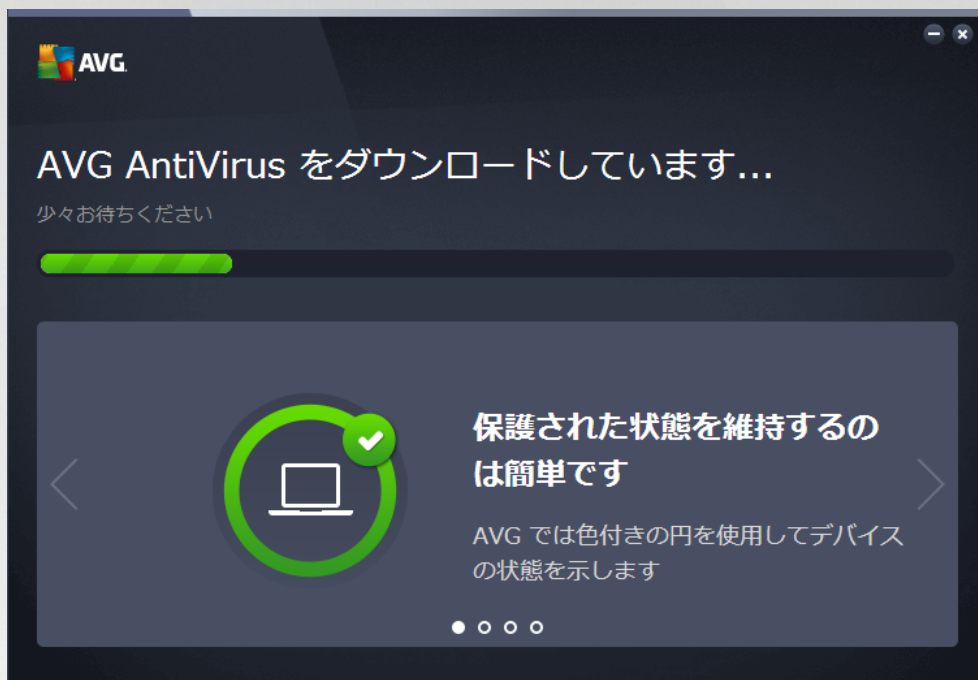 AVG
AVG AntiVirus をダウンロードしています...
少々お待ちください
保護された状態を維持するの
は簡単です
AVG では色付きの円を使用してデバイス
の状態を示します